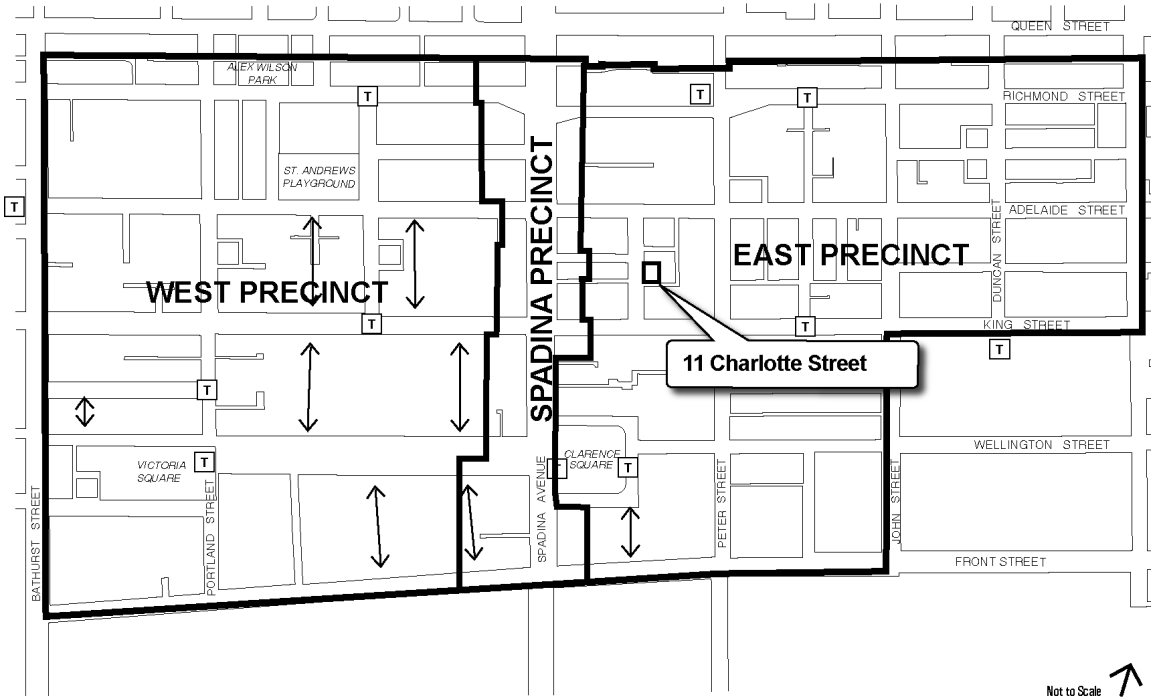 QUEEN STREET
ALEX WILSON
PARK
T
T
T
RICHMOND STREET
ST. ANDREWS
PLAYGROUND
T
ADELAIDE STREET
DUNCAN STREET
SPADINA PRECINCT
EAST PRECINCT
WEST PRECINCT
T
T
KING STREET
T
11 Charlotte Street
T
WELLINGTON STREET
VICTORIA
SQUARE
T
CLARENCE
SQUARE
T
BATHURST STREET
PORTLAND STREET
SPADINA AVENUE
PETER STREET
JOHN STREET
FRONT STREET
Not to Scale